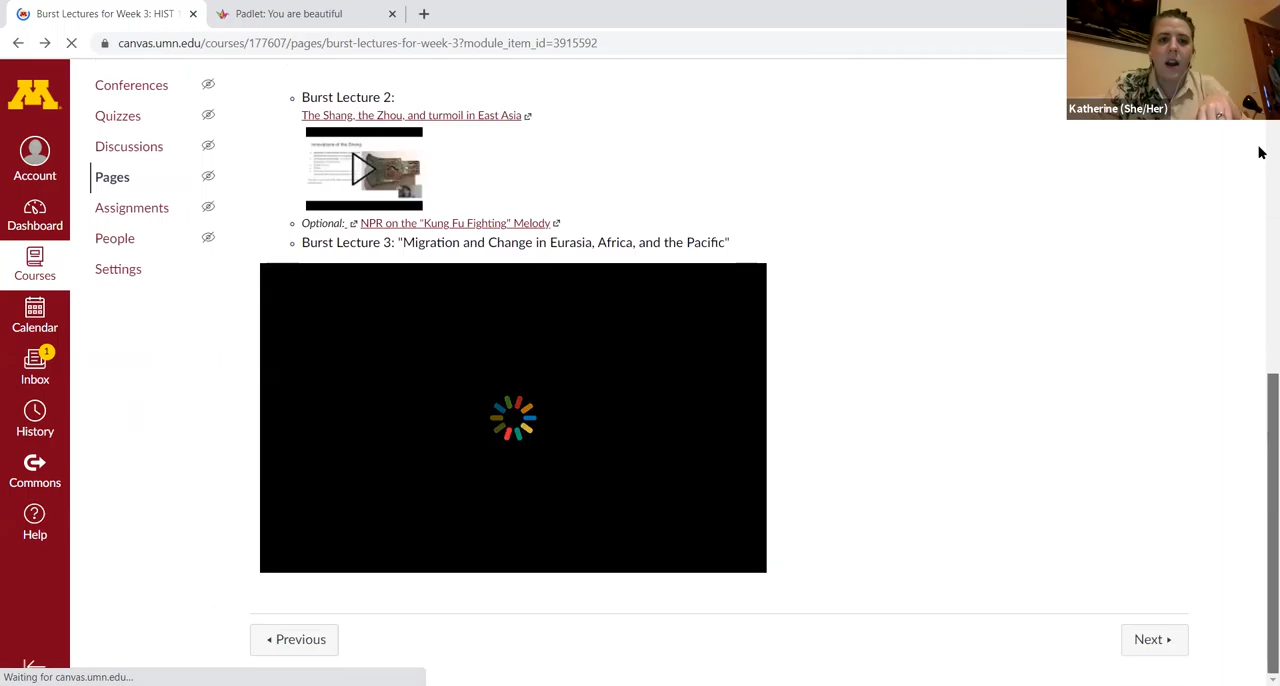 Burst Lectures for Week 3: HIST
Padlet: You are beautiful
canvas.umn.edu/courses/177607/pages/burst-lectures-for-week-3?module_item_id=3915592
Katherine (She/Her)
Account
Dashboard
Courses
Calendar
1
Inbox
History
Commons
Help
Conferences
Quizzes
Discussions
Pages
Assignments
People
Settings
Burst Lecture 2:
The Shang, the Zhou, and turmoil in East Asia
Innovations of the Shang
Optional: NPR on the "Kung Fu Fighting" Melody
Burst Lecture 3: "Migration and Change in Eurasia, Africa, and the Pacific"
Previous
Next
Waiting for canvas.umn.edu...